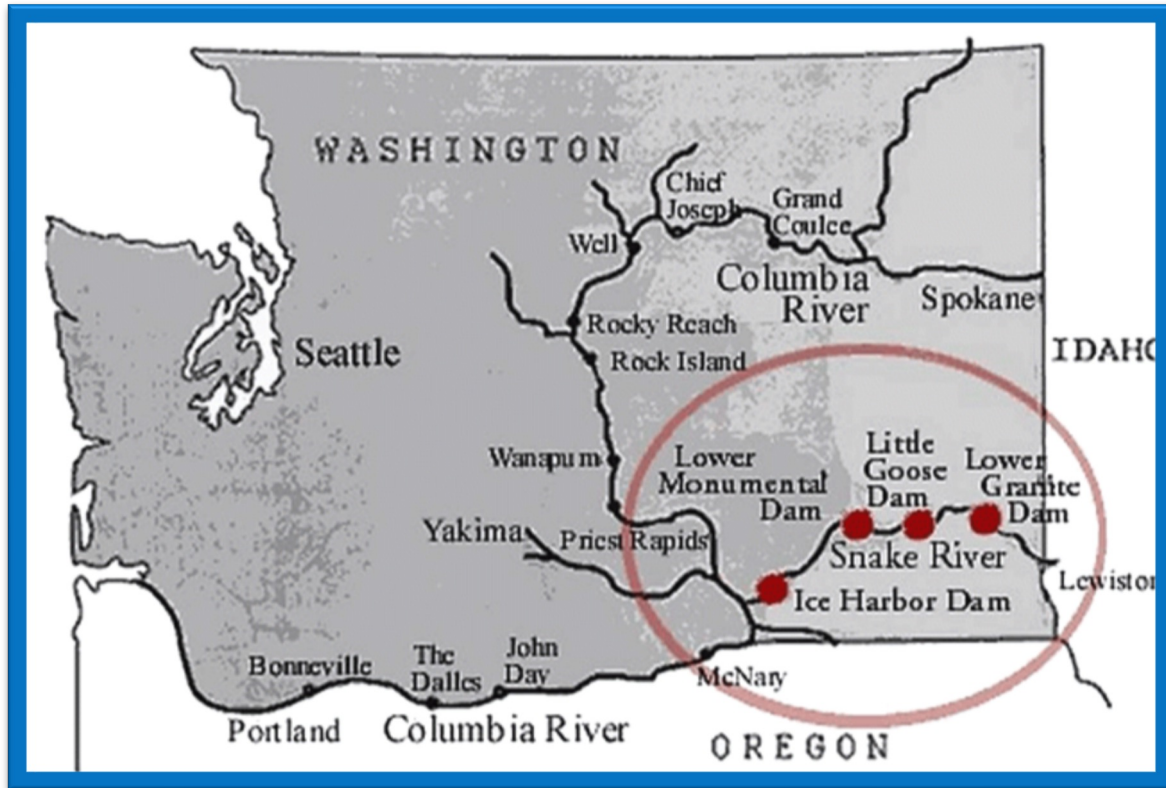 WASHINGTON
Chief
Joseph
Grand
Coulee
Well
Columbia
River
Spokane
Rocky Reach
Seattle
Rock Island
IDAHO
Wanapum
Lower
Monumental
Dam
Little
Goose
Dam
Lower
Granite
Dam
Yakima
Priest Rapids
Snake River
Lewiston
Ice Harbor Dam
Bonneville
The
Dalles
John
Day
McNary
Portland
Columbia River
OREGON